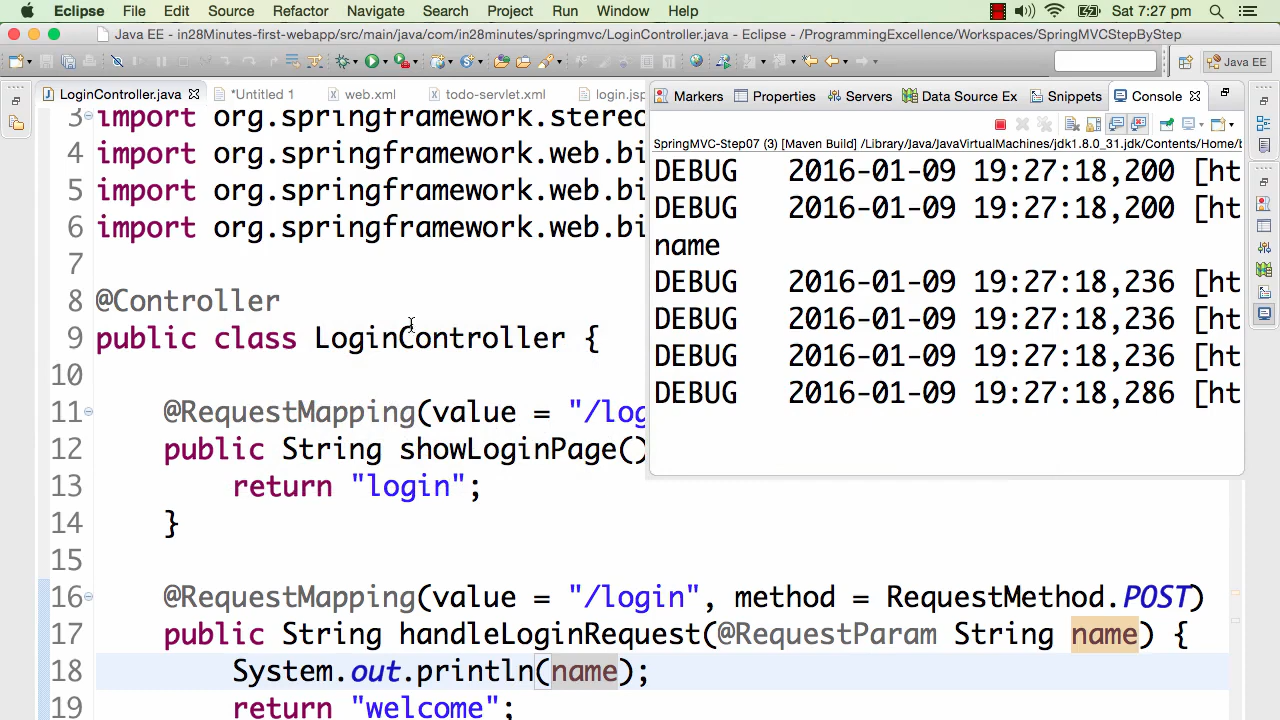 Eclipse File Edit Source Refactor Navigate Search Project Run Window Help Sat 7:27 pm
Java EE - in28Minutes-first-webapp/src/main/java/com/in28minutes/springmvc/LoginController.java - Eclipse - /ProgrammingExcellence/Workspaces/SpringMVCStepByStep
Java EE
LoginController.java *Untitled 1 web.xml todo-servlet.xml login.jsp
3 import org.springframework.stereo
4 import org.springframework.web.bi
5 import org.springframework.web.bi
6 import org.springframework.web.bi
7
8 @Controller
9 public class LoginController {
10
11 @RequestMapping(value = "/log
12 public String showLoginPage()
13 return "login";
14 }
15
16 @RequestMapping(value = "/login", method = RequestMethod.POST)
17 public String handleLoginRequest(@RequestParam String name) {
18 System.out.println(name);
19 return "welcome";
Markers Properties Servers Data Source Ex Snippets Console
SpringMVC-Step07 (3) [Maven Build] /Library/Java/JavaVirtualMachines/jdk1.8.0_31.jdk/Contents/Home/b
DEBUG 2016-01-09 19:27:18,200 [ht
DEBUG 2016-01-09 19:27:18,200 [ht
name
DEBUG 2016-01-09 19:27:18,236 [ht
DEBUG 2016-01-09 19:27:18,236 [ht
DEBUG 2016-01-09 19:27:18,236 [ht
DEBUG 2016-01-09 19:27:18,286 [ht